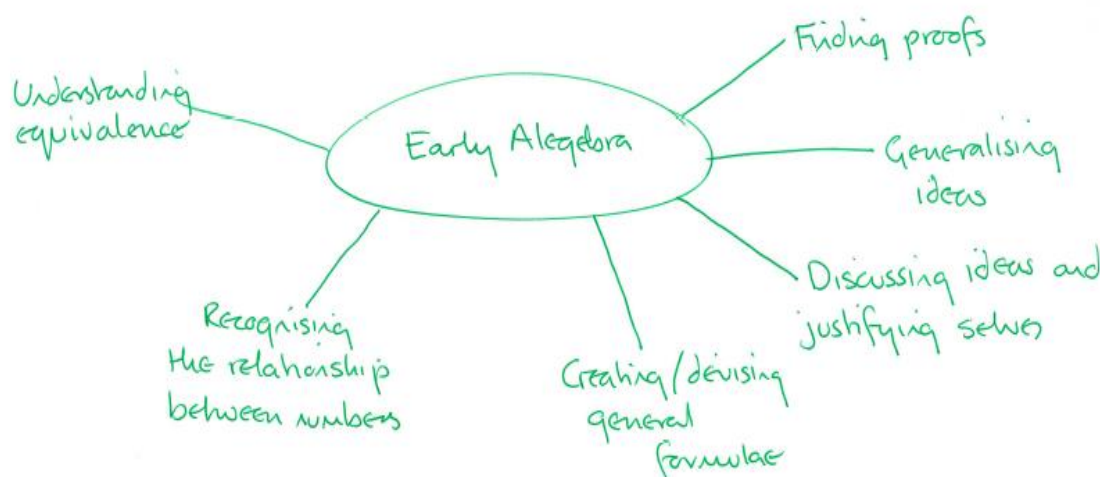 Early Alegebra
Finding proofs
Generalising
ideas
Discussing ideas and
justifying selves
Creating/devising
general
formulae
Recognising
the relationship
between numbers
Understanding
equivalence